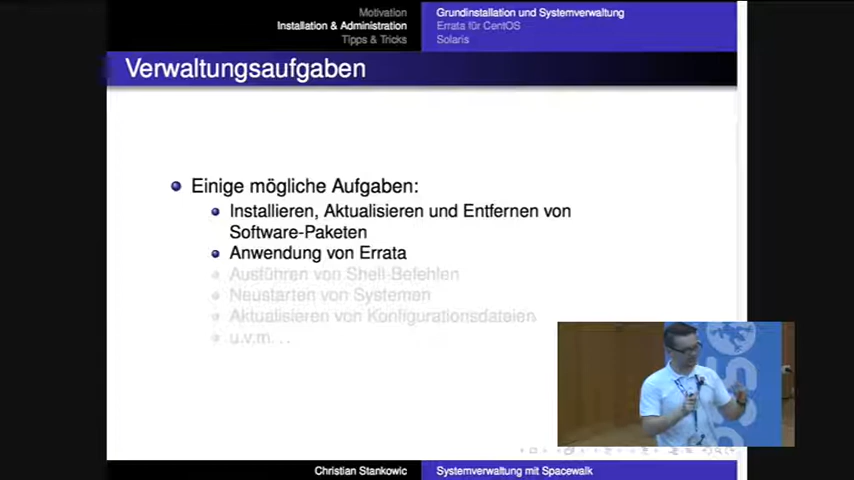 Motivation
Installation & Administration
Tipps & Tricks
Grundinstallation und Systemverwaltung
Errata für CentOS
Solaris
Verwaltungsaufgaben
Einige mögliche Aufgaben:
Installieren, Aktualisieren und Entfernen von
Software-Paketen
Anwendung von Errata
Ausführen von Shell-Befehlen
Neustarten von Systemen
Aktualisieren von Konfigurationsdateien
u.v.m. ...
Christian Stankowic
Systemverwaltung mit Spacewalk